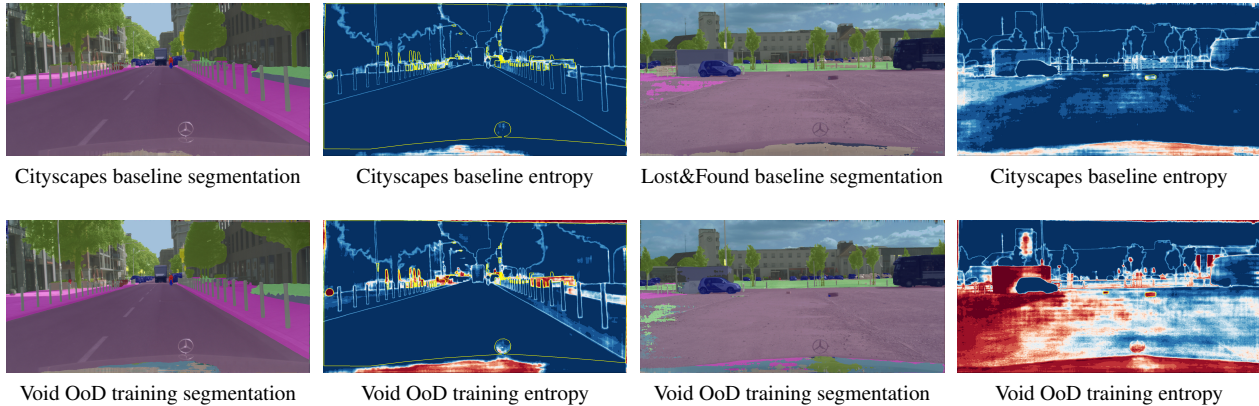 Cityscapes baseline segmentation Cityscapes baseline entropy Lost&Found baseline segmentation Cityscapes baseline entropy
Void OoD training segmentation Void OoD training entropy Void OoD training segmentation Void OoD training entropy